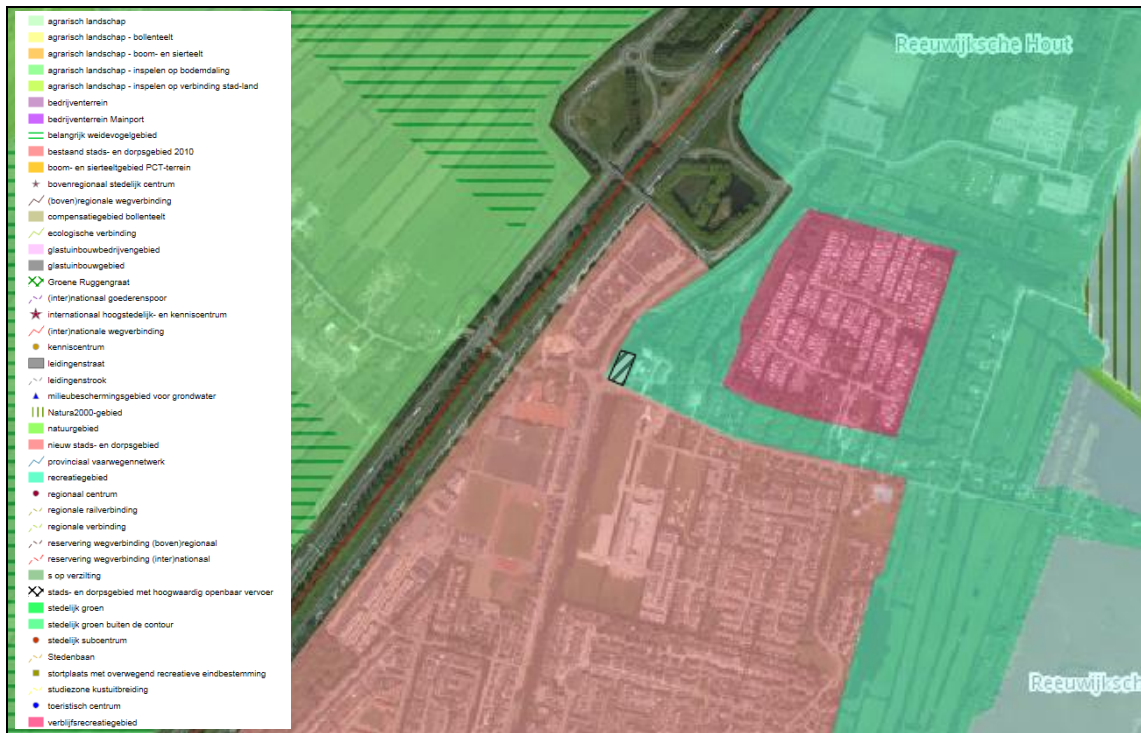 agrarisch landschap
agrarisch landschap - bollenteelt
agrarisch landschap - boom- en sierteelt
agrarisch landschap - inspelen op bodemdaling
agrarisch landschap - inspelen op verbinding stad-land
bedrijventerrein
bedrijventerrein Mainport
belangrijk weidevogelgebied
bestaand stads- en dorpsgebied 2010
boom- en sierteeltgebied PCT-terrein
bovenregionaal stedelijk centrum
(boven)regionale wegverbinding
compensatiegebied bollenteelt
ecologische verbinding
glastuinbouwbedrijvengebied
glastuinbouwgebied
Groene Ruggengraat
(inter)nationaal goederenspoor
internationaal hoogstedelijk- en kenniscentrum
(inter)nationale wegverbinding
kenniscentrum
leidingenstraat
leidingenstrook
milieubeschermingsgebied voor grondwater
Natura2000-gebied
natuurgebied
nieuw stads- en dorpsgebied
provinciaal vaarwegennetwerk
recreatiegebied
regionaal centrum
regionale railverbinding
regionale verbinding
reservering wegverbinding (boven)regionaal
reservering wegverbinding (inter)nationaal
s op verzilting
stads- en dorpsgebied met hoogwaardig openbaar vervoer
stedelijk groen
stedelijk groen buiten de contour
stedelijk subcentrum
Stedenbaan
stortplaats met overwegend recreatieve eindbestemming
studiezone kustuitbreiding
toeristisch centrum
verblijfsrecreatiegebied
Reeuwijksche Hout
Reeuwijksch